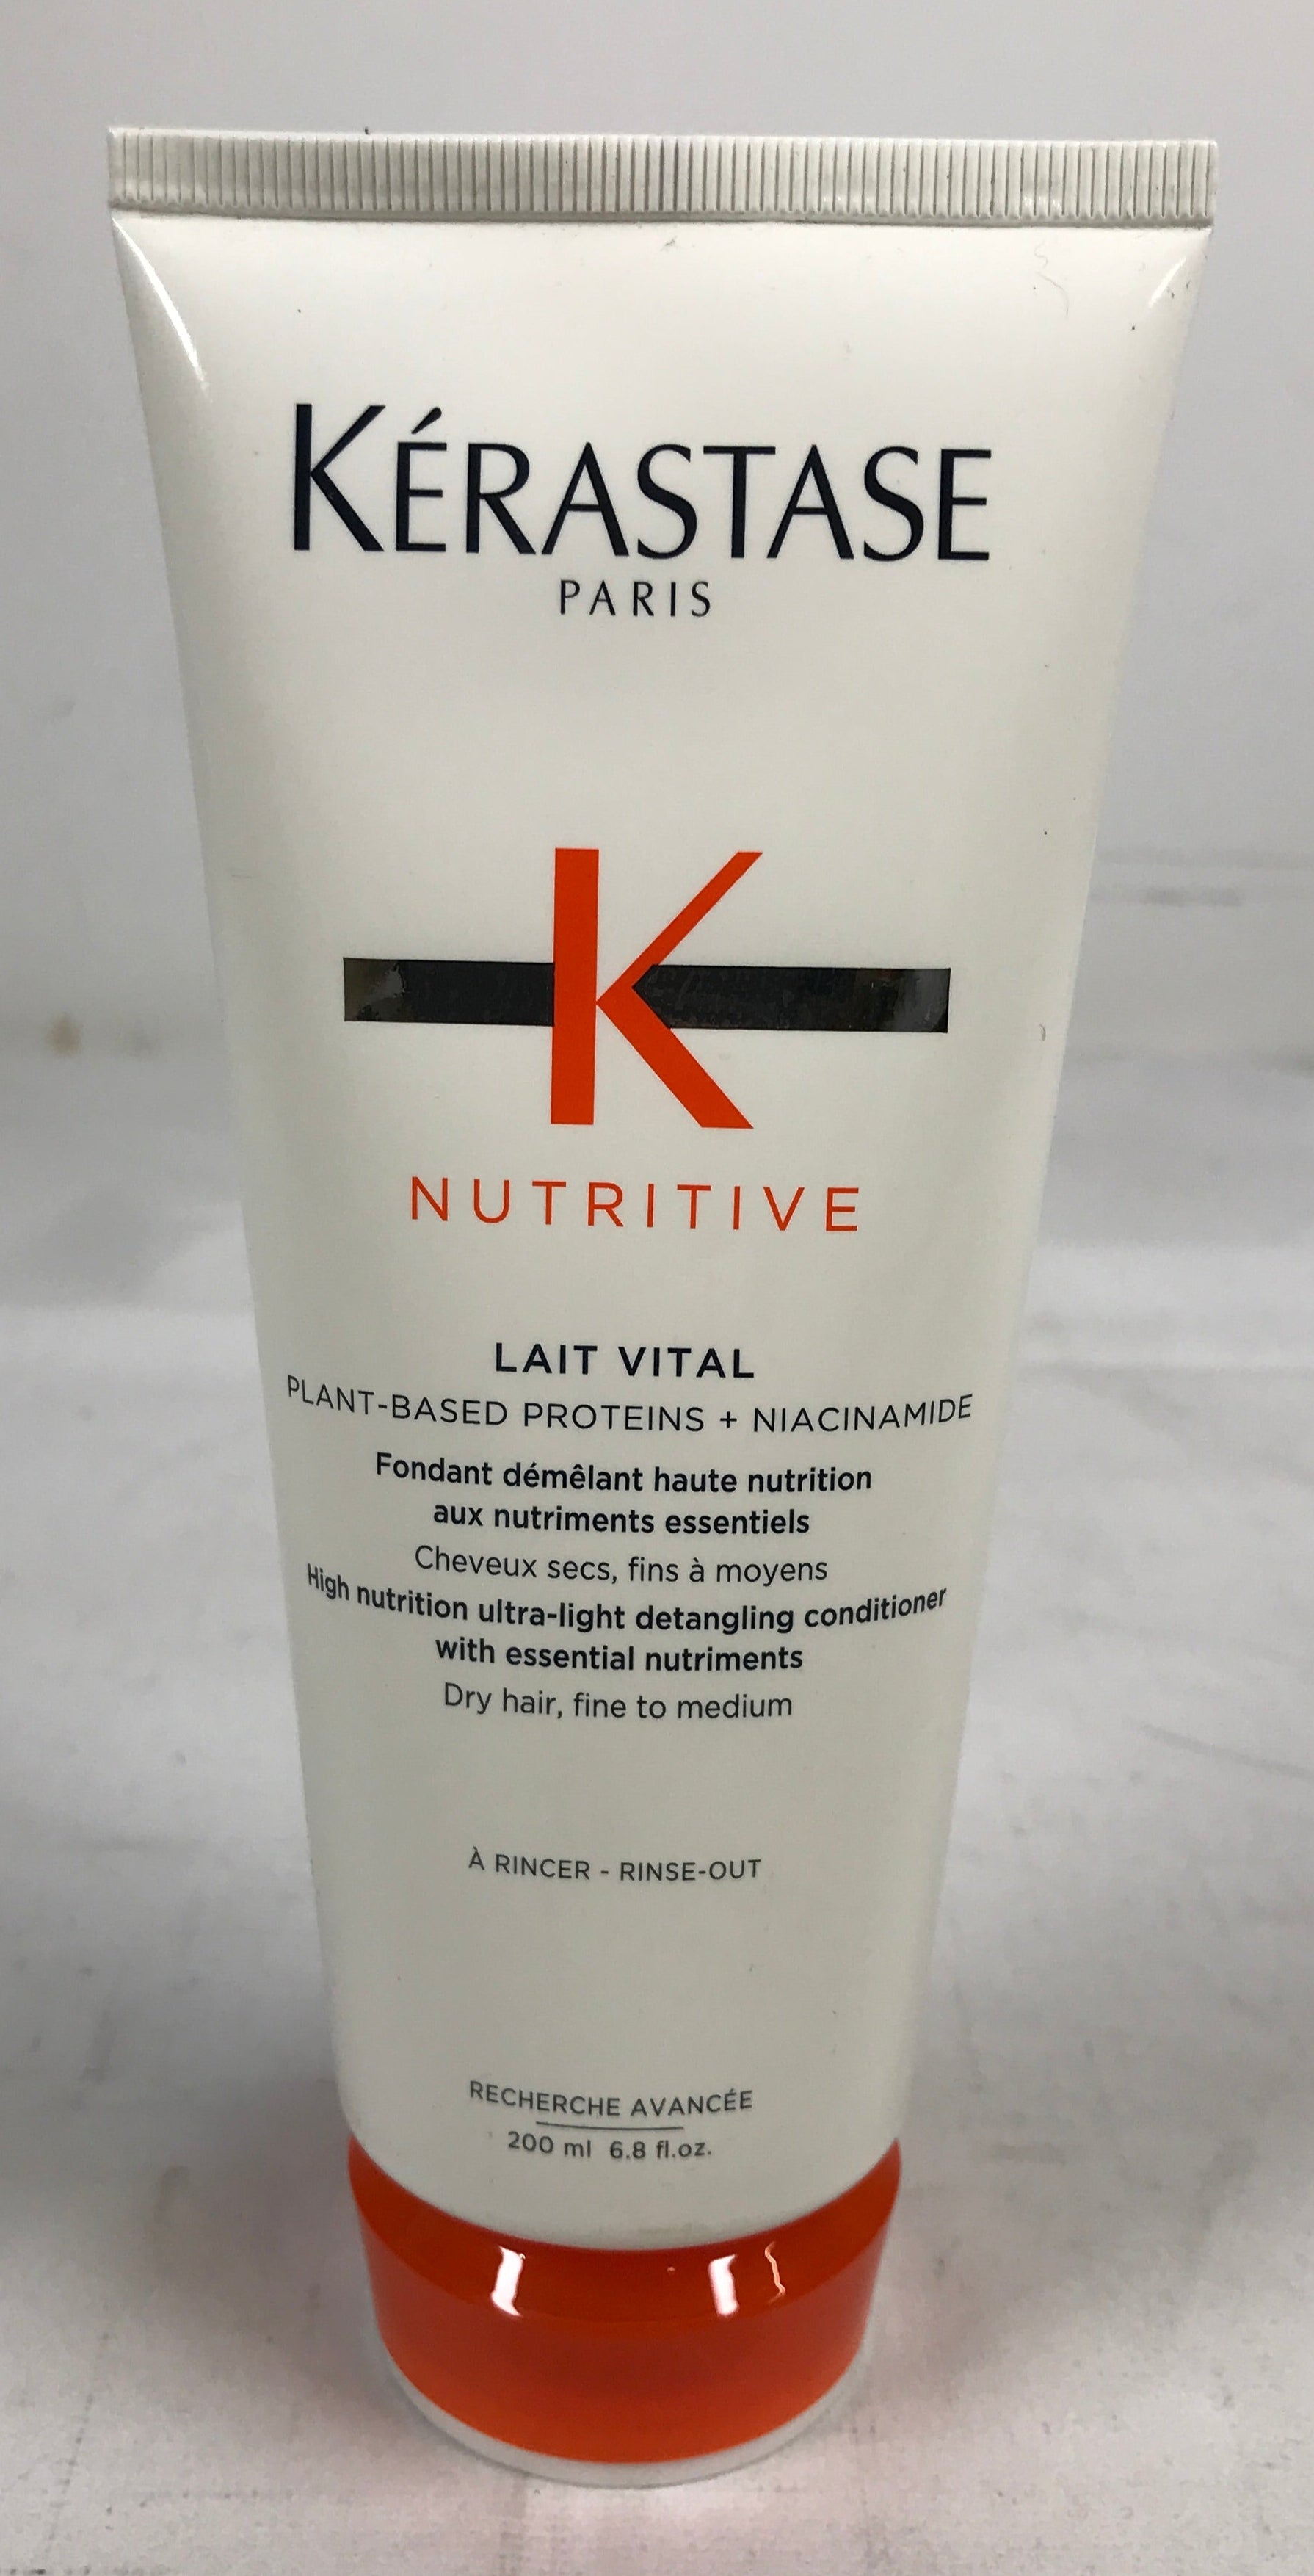 KÉRASTASE
PARIS
K
NUTRITIVE
LAIT VITAL
PLANT-BASED PROTEINS + NIACINAMIDE
Fondant démêlant haute nutrition
aux nutriments essentiels
Cheveux secs, fins à moyens
High nutrition ultra-light detangling conditioner
with essential nutriments
Dry hair, fine to medium
À RINCER - RINSE-OUT
RECHERCHE AVANCÉE
200 ml 6.8 fl.oz.